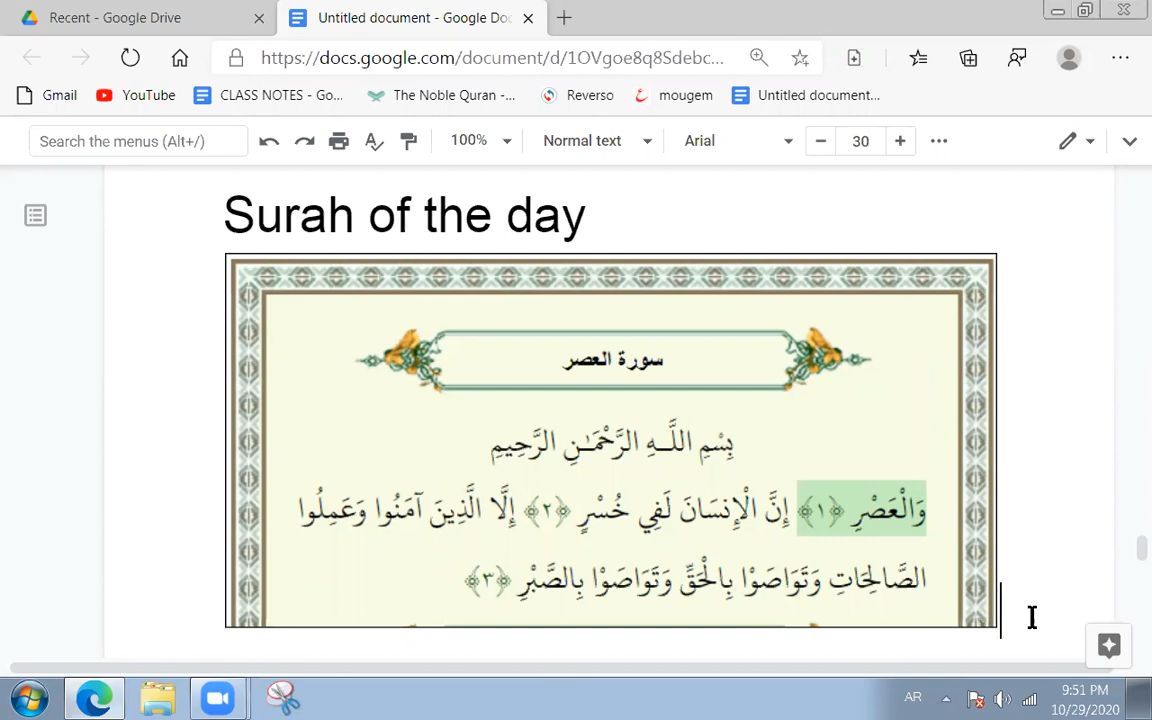 Recent - Google Drive
Untitled document - Google Doc
https://docs.google.com/document/d/1OVgoe8q8Sdebc...
Gmail
YouTube
CLASS NOTES - Go...
The Noble Quran -...
Reverso
mougem
Untitled document...
Search the menus (Alt+/)
100%
Normal text
Arial
30
Surah of the day
سورة العصر
بِسْمِ اللَّـهِ الرَّحْمَـٰنِ الرَّحِيمِ
وَالْعَصْرِ ﴿١﴾ إِنَّ الْإِنسَانَ لَفِي خُسْرٍ ﴿٢﴾ إِلَّا الَّذِينَ آمَنُوا وَعَمِلُوا
الصَّالِحَاتِ وَتَوَاصَوْا بِالْحَقِّ وَتَوَاصَوْا بِالصَّبْرِ ﴿٣﴾
AR
9:51 PM
10/29/2020